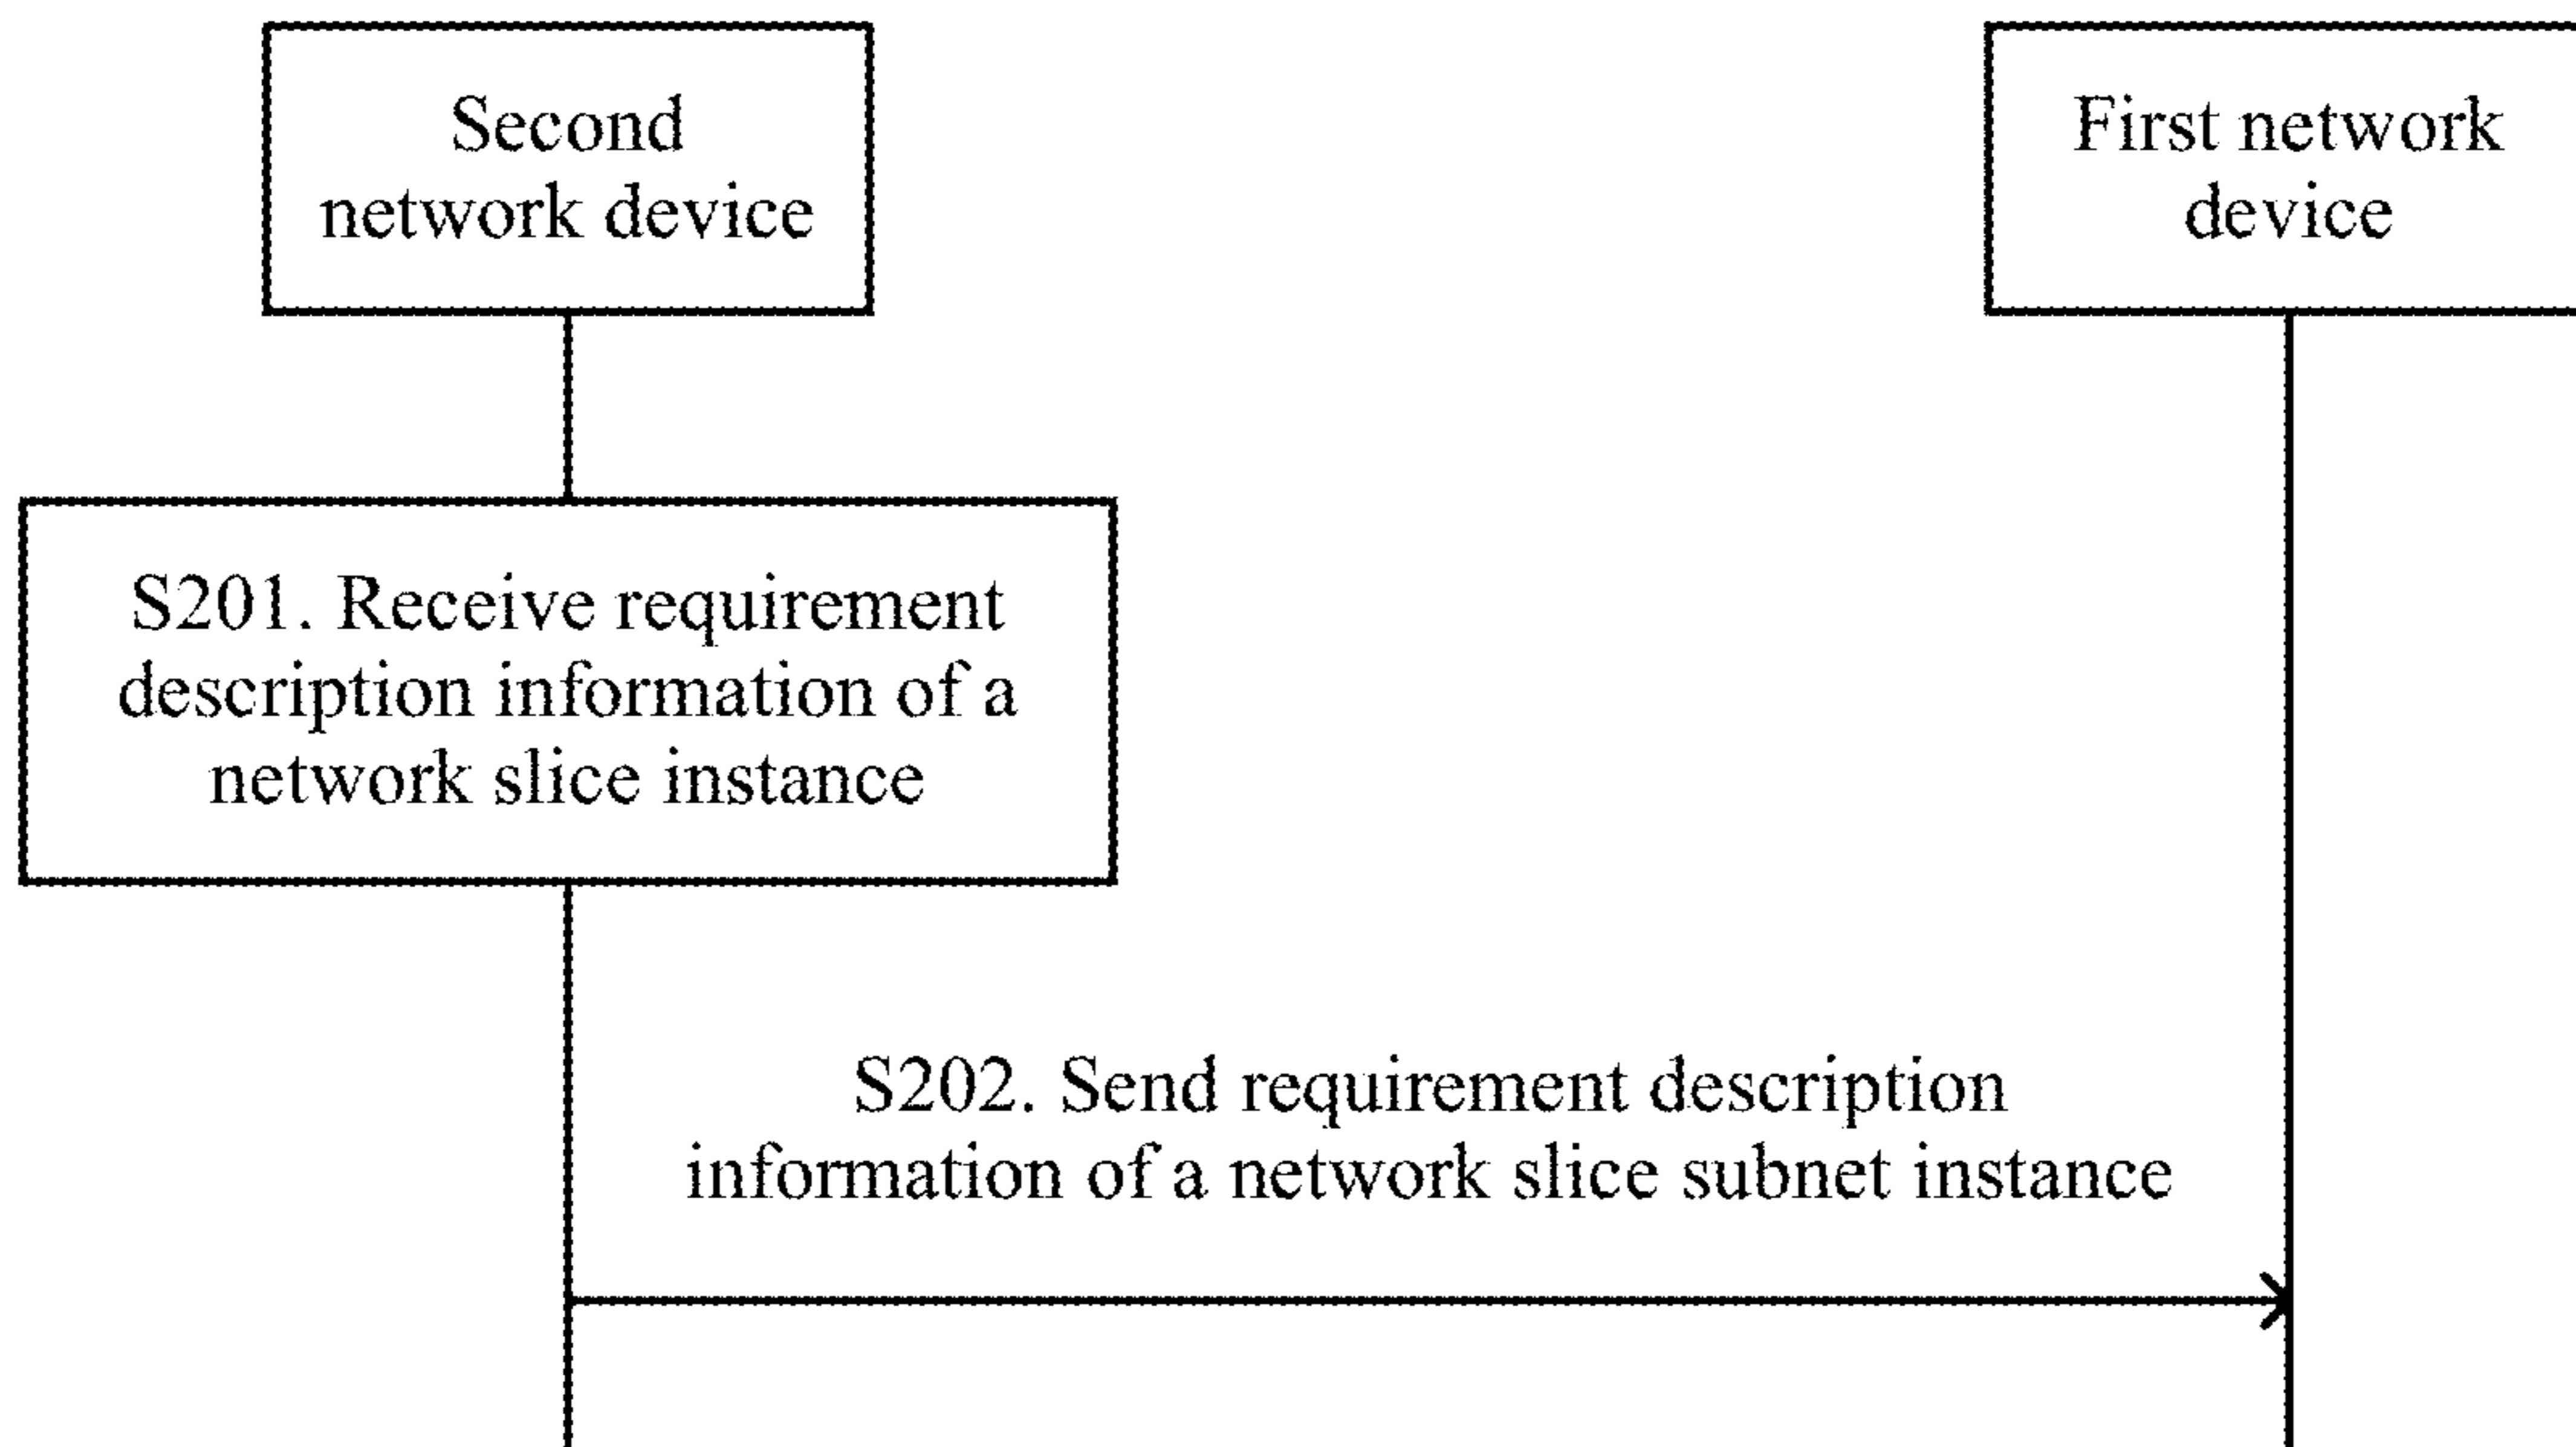 Second
network device
First network
device
S201. Receive requirement
description information of a
network slice instance
S202. Send requirement description
information of a network slice subnet instance